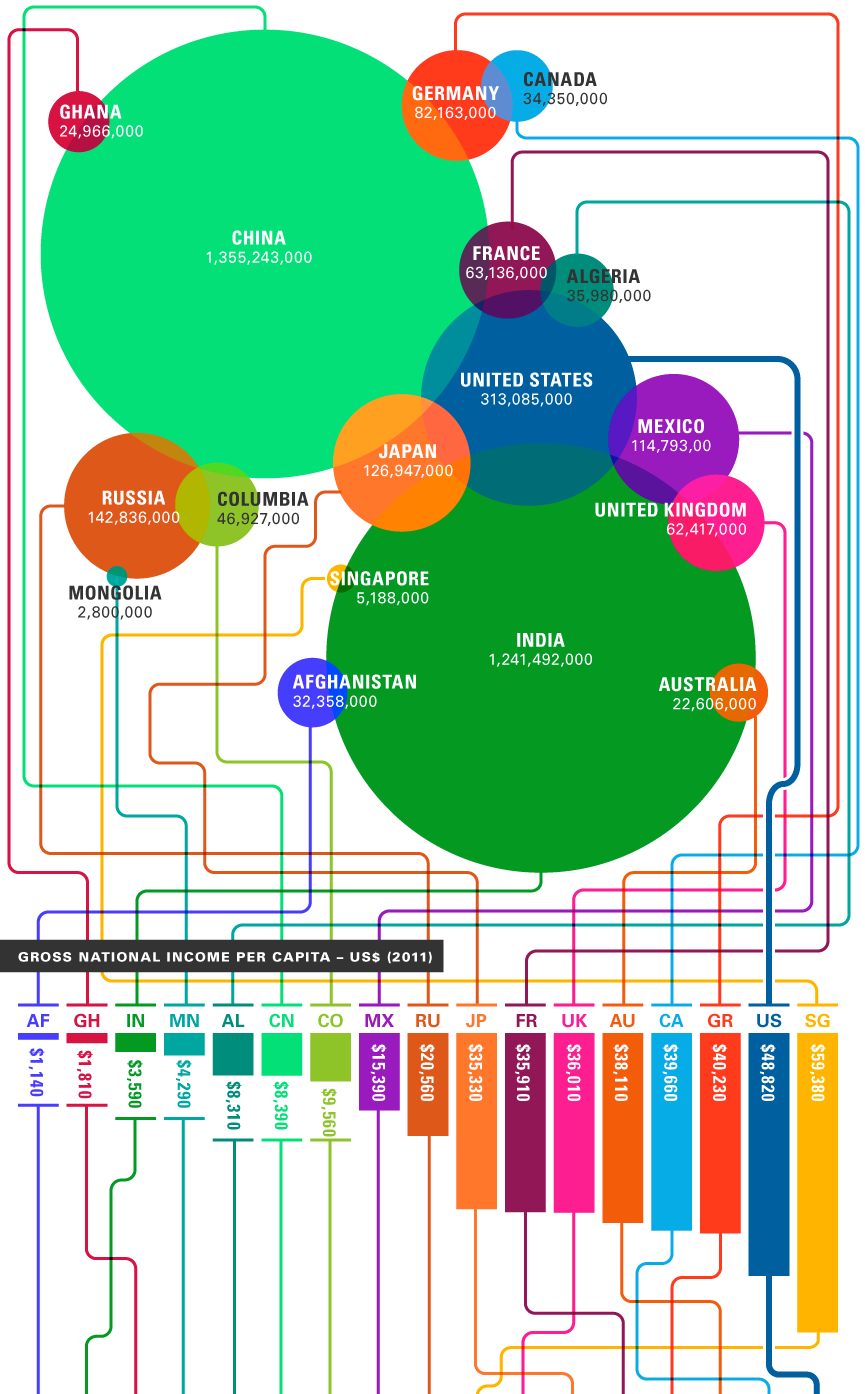 GERMANY
82,163,000
CANADA
34,350,000
GHANA
24,966,000
CHINA
1,355,243,000
FRANCE
63,136,000
ALGERIA
35,980,000
UNITED STATES
313,085,000
MEXICO
114,793,00
JAPAN
126,947,000
RUSSIA
142,836,000
COLUMBIA
46,927,000
UNITED KINGDOM
62,417,000
MONGOLIA
2,800,000
SINGAPORE
5,188,000
INDIA
1,241,492,000
AFGHANISTAN
32,358,000
AUSTRALIA
22,606,000
GROSS NATIONAL INCOME PER CAPITA – US$ (2011)
AF GH IN MN AL CN CO MX RU JP FR UK AU CA GR US SG
$1,140
$1,810
$3,590
$4,290
$8,310
$8,390
$9,560
$15,390
$20,560
$35,330
$35,910
$36,010
$38,110
$39,660
$40,230
$48,820
$59,380